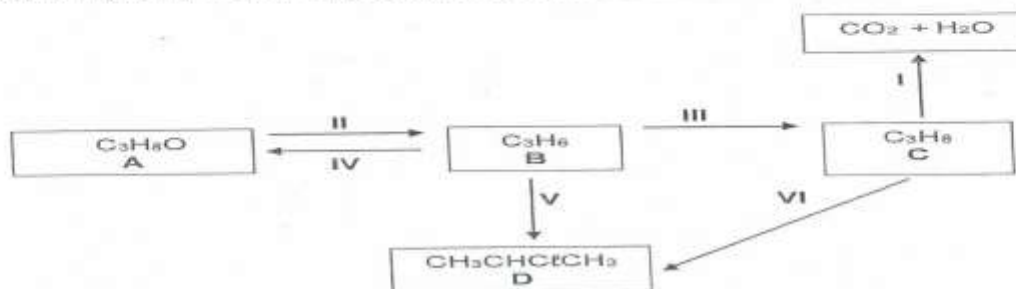 CO₂ + H₂O
I
II
III
C₃H₈O
A
C₃H₆
B
C₃H₈
C
IV
V
VI
CH₃CHCℓCH₃
D